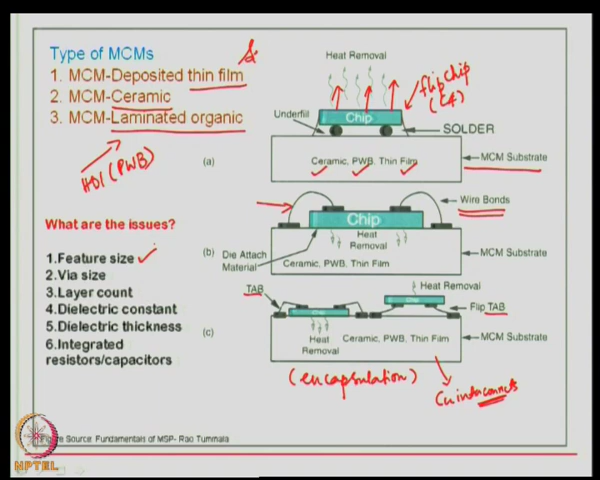 Type of MCMs
1. MCM-Deposited thin film
Si
2. MCM-Ceramic
3. MCM-Laminated organic
HDI (PWB)
What are the issues?
1.Feature size
2.Via size
3.Layer count
4.Dielectric constant
5.Dielectric thickness
6.Integrated
resistors/capacitors
Heat Removal
flip chip
(C4)
Underfill
Chip
SOLDER
Ceramic, PWB, Thin Film
MCM Substrate
(a)
Wire Bonds
Chip
Heat
Removal
Die Attach
Material
(b)
Ceramic, PWB, Thin Film
MCM Substrate
TAB
Chip
Heat Removal
Chip
Flip TAB
(c)
Heat
Removal
Ceramic, PWB, Thin Film
MCM Substrate
(encapsulation)
Cu interconnects
Figure Source: Fundamentals of MSP- Rao Tummala
NPTEL